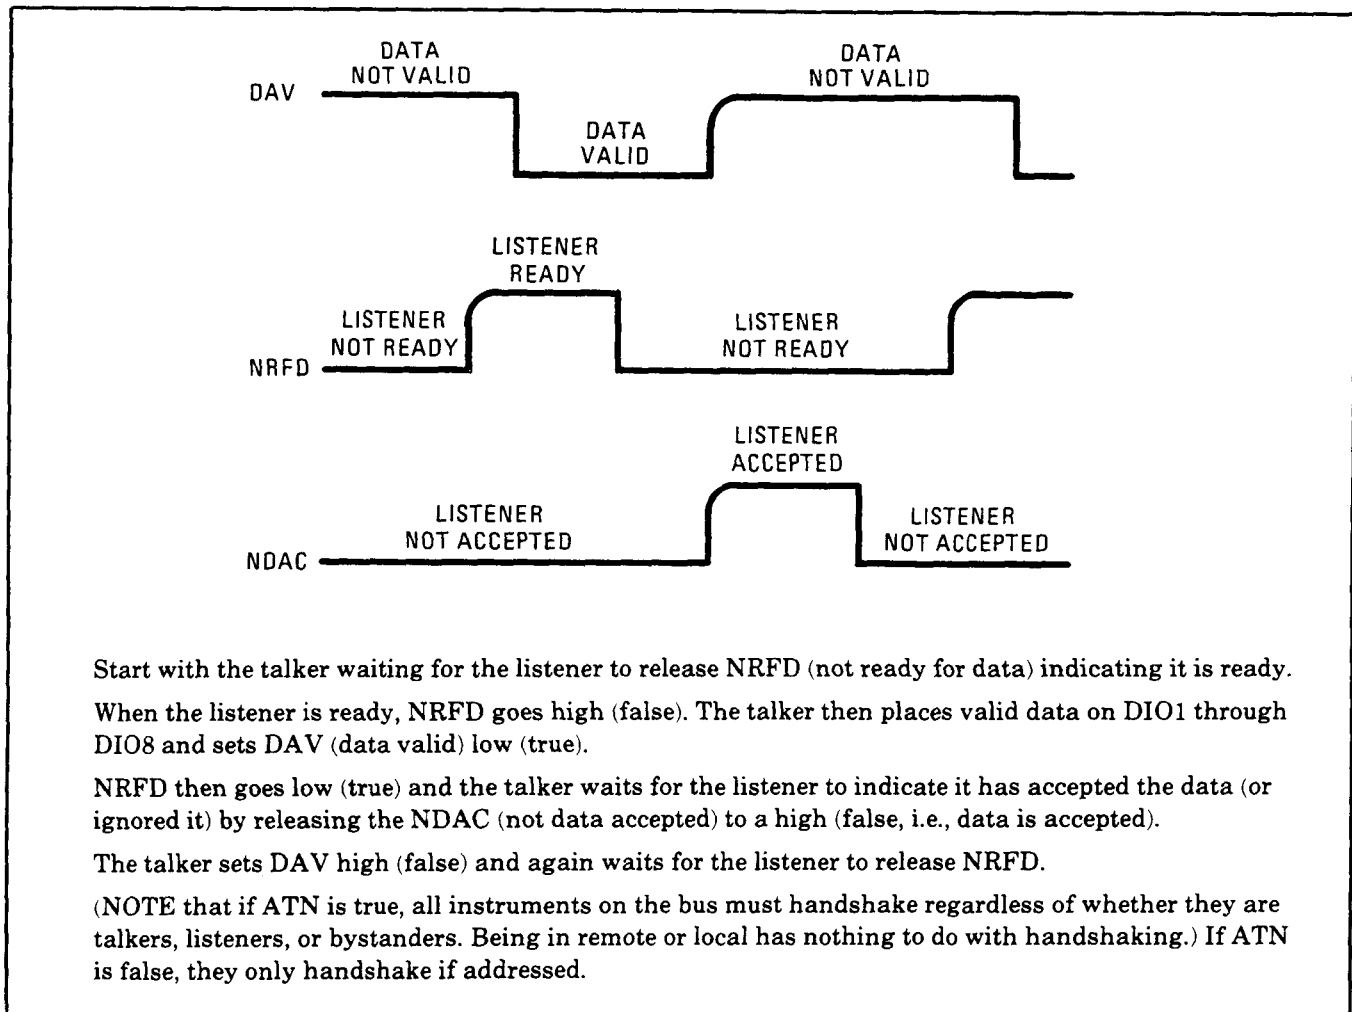 DATA
NOT VALID
DATA
NOT VALID
DAV
DATA
VALID
LISTENER
READY
LISTENER
NOT READY
LISTENER
NOT READY
NRFD
LISTENER
ACCEPTED
LISTENER
NOT ACCEPTED
LISTENER
NOT ACCEPTED
NDAC
Start with the talker waiting for the listener to release NRFD (not ready for data) indicating it is ready.
When the listener is ready, NRFD goes high (false). The talker then places valid data on DIO1 through
DIO8 and sets DAV (data valid) low (true).
NRFD then goes low (true) and the talker waits for the listener to indicate it has accepted the data (or
ignored it) by releasing the NDAC (not data accepted) to a high (false, i.e., data is accepted).
The talker sets DAV high (false) and again waits for the listener to release NRFD.
(NOTE that if ATN is true, all instruments on the bus must handshake regardless of whether they are
talkers, listeners, or bystanders. Being in remote or local has nothing to do with handshaking.) If ATN
is false, they only handshake if addressed.